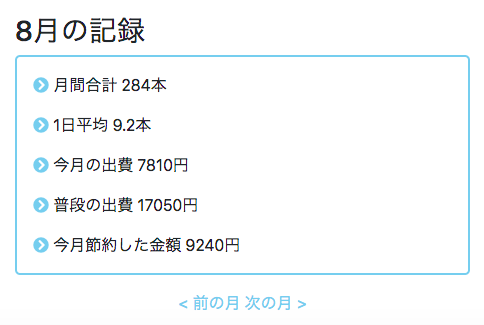 8月の記録
月間合計 284本
1日平均 9.2本
今月の出費 7810円
普段の出費 17050円
今月節約した金額 9240円
< 前の月 次の月 >